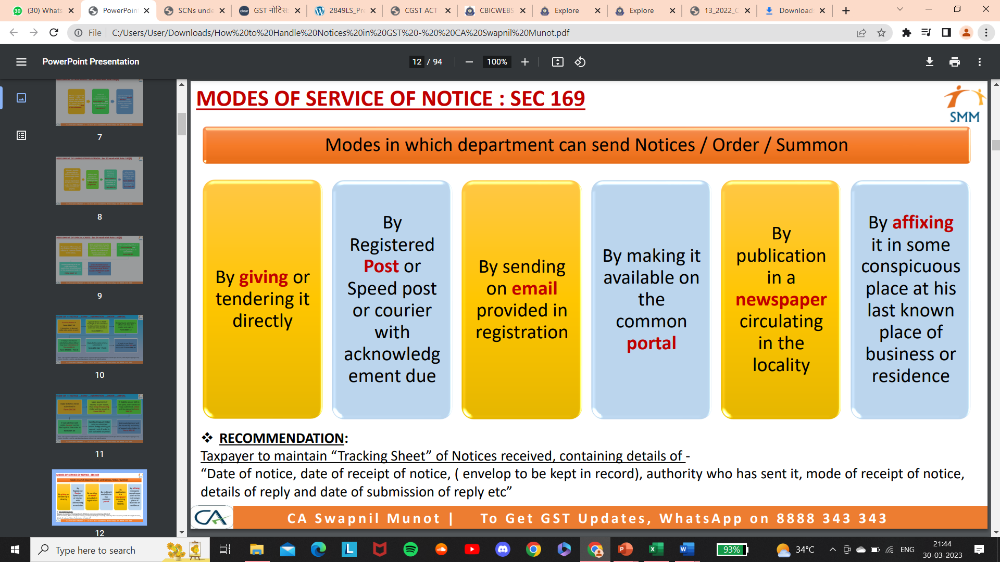 (30) Whats
PowerPoin
SCNs unde
GST नोटिस:
2849LS_Pre
CGST ACT
CBICWEBS
Explore
Explore
13_2022_C
Download
File
C:/Users/User/Downloads/How%20to%20Handle%20Notices%20in%20GST%20-%20%20CA%20Swapnil%20Munot.pdf
PowerPoint Presentation
12 / 94
100%
7
8
9
10
11
12
MODES OF SERVICE OF NOTICE : SEC 169
SMM
Modes in which department can send Notices / Order / Summon
By giving or
tendering it
directly
By
Registered
Post or
Speed post
or courier
with
acknowledg
ement due
By sending
on email
provided in
registration
By making it
available on
the
common
portal
By
publication
in a
newspaper
circulating
in the
locality
By affixing
it in some
conspicuous
place at his
last known
place of
business or
residence
❖ RECOMMENDATION:
Taxpayer to maintain “Tracking Sheet” of Notices received, containing details of -
“Date of notice, date of receipt of notice, ( envelop to be kept in record), authority who has sent it, mode of receipt of notice,
details of reply and date of submission of reply etc”
CA
CA Swapnil Munot | To Get GST Updates, WhatsApp on 8888 343 343
Type here to search
93%
34°C
ENG
21:44
30-03-2023